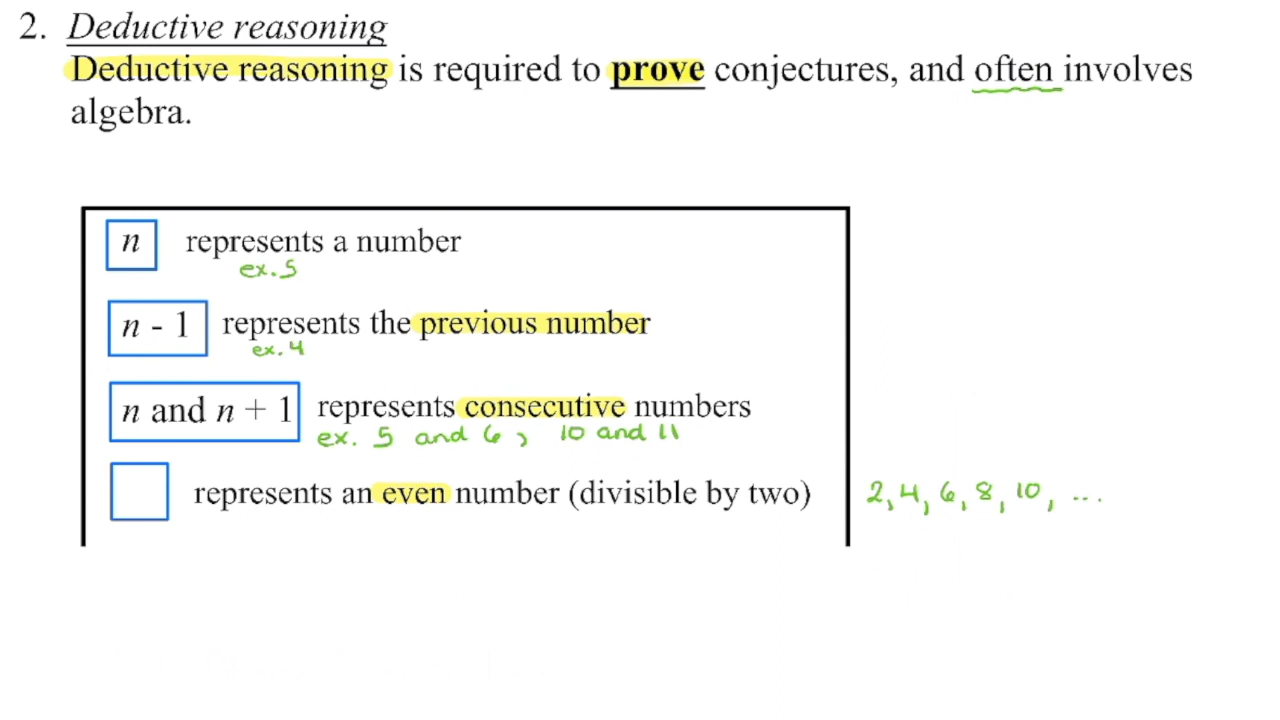 2. Deductive reasoning
Deductive reasoning is required to prove conjectures, and often involves
algebra.
n represents a number
ex. 5
n - 1 represents the previous number
ex. 4
n and n + 1 represents consecutive numbers
ex. 5 and 6, 10 and 11
represents an even number (divisible by two) 2, 4, 6, 8, 10, ...